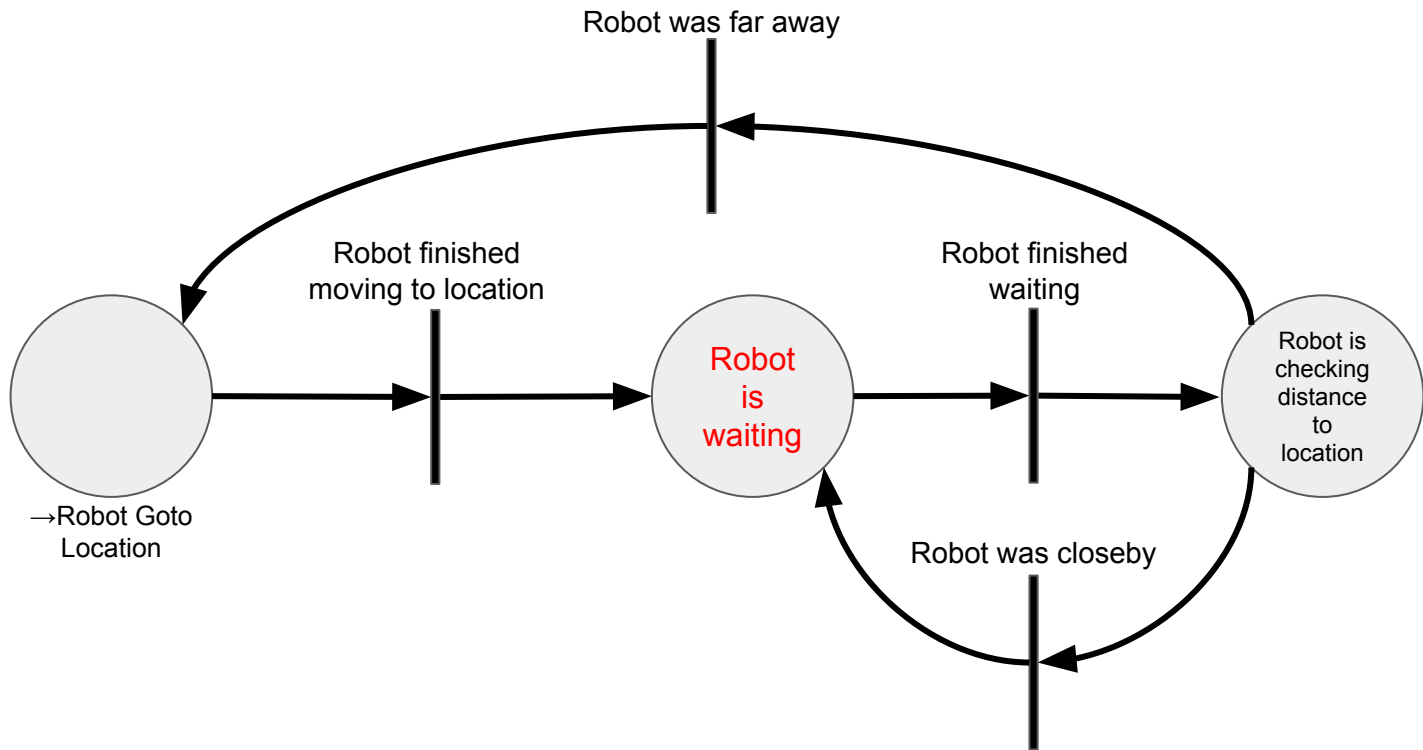 Robot was far away
Robot finished
moving to location
Robot finished
waiting
Robot
is
waiting
Robot is
checking
distance
to
location
→Robot Goto
Location
Robot was closeby